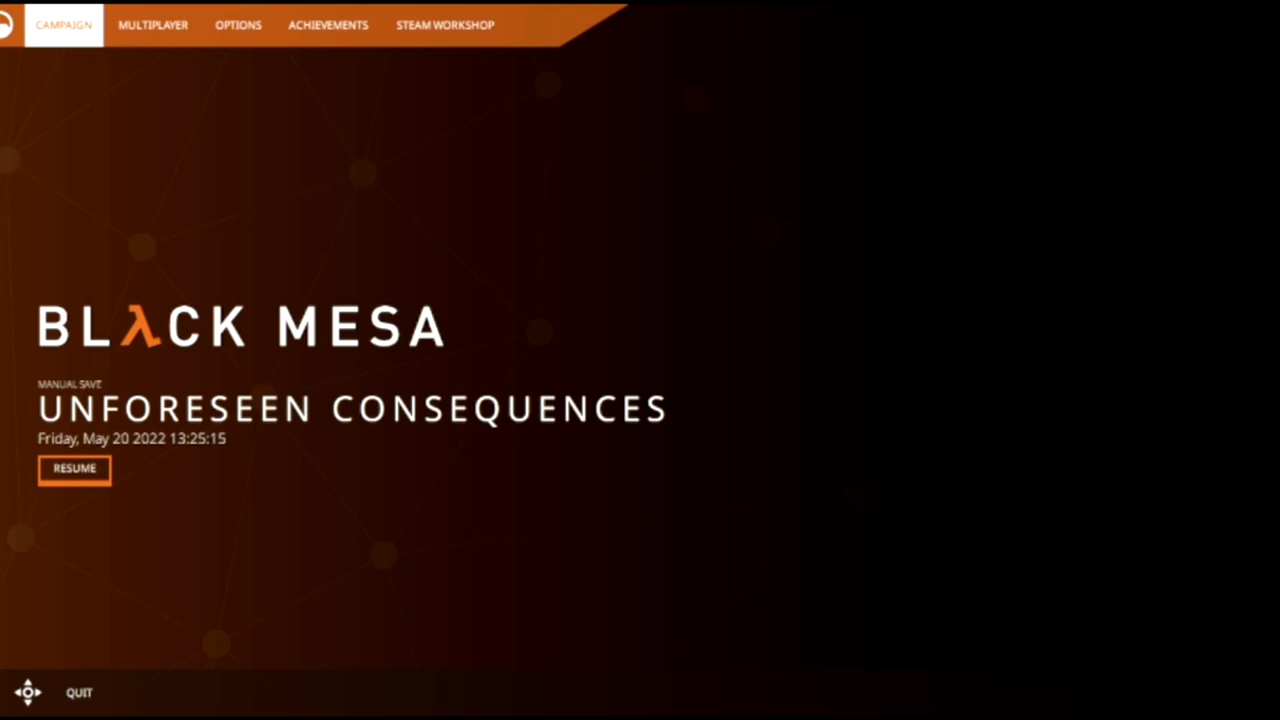 CAMPAIGN MULTIPLAYER OPTIONS ACHIEVEMENTS STEAM WORKSHOP
BLλCK MESA
MANUAL SAVE
UNFORESEEN CONSEQUENCES
Friday, May 20 2022 13:25:15
RESUME
QUIT